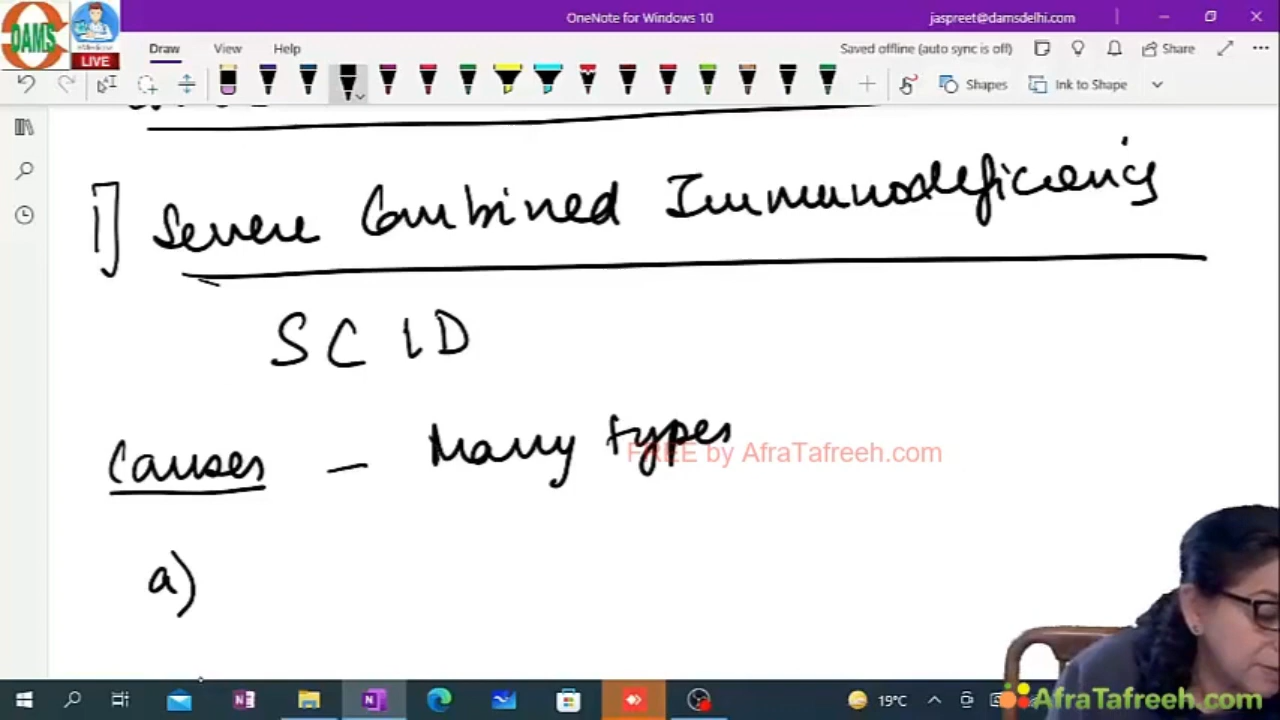 DAMS
eMedicoz
LIVE
OneNote for Windows 10
jaspreet@damsdelhi.com
Draw View Help
Saved offline (auto sync is off)
Share
Shapes
Ink to Shape
1] Severe Combined Immunodeficiency
SCID
Causes - Many types
FREE by AfraTafreeh.com
a)
19°C
AfraTafreeh.com